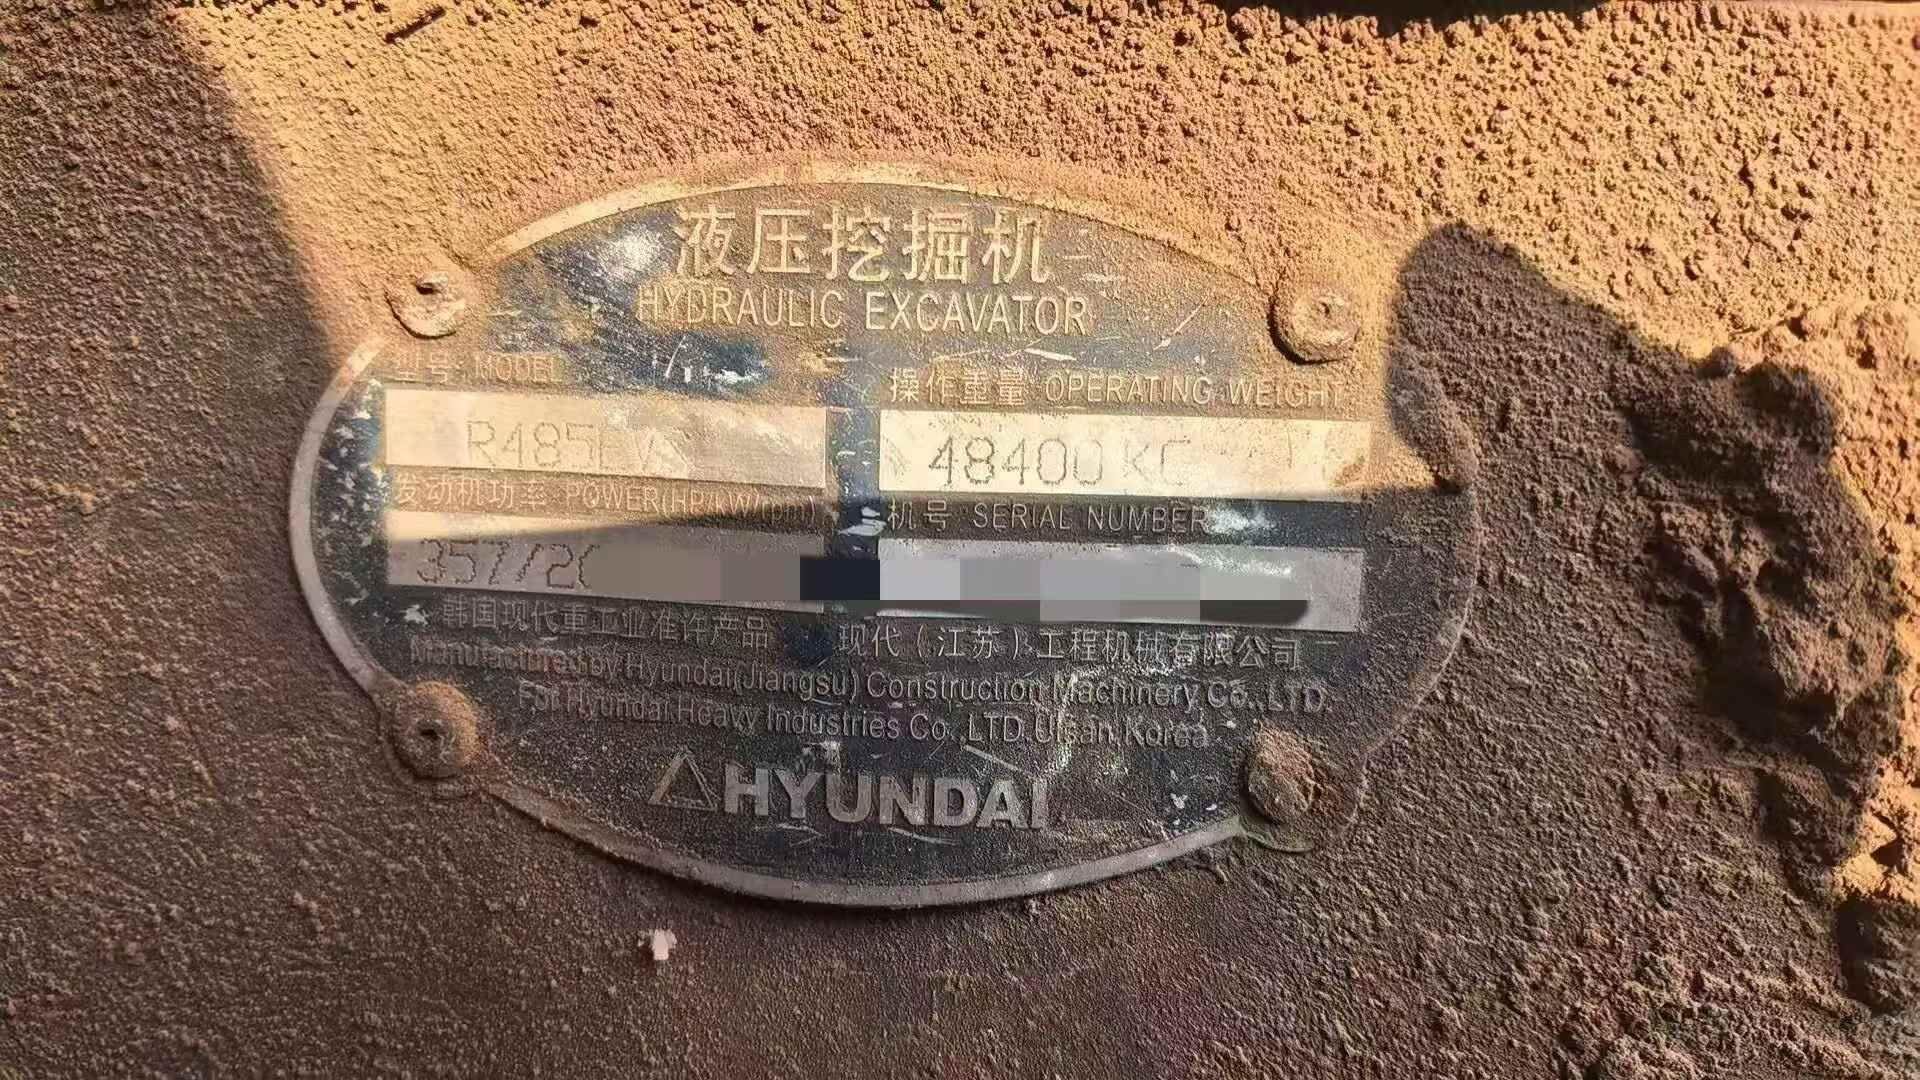 液压挖掘机
HYDRAULIC EXCAVATOR
型号 MODEL
R485LVS
操作重量 OPERATING WEIGHT
48400 KG
发动机功率 POWER(HP/kW/rpm)
机号 SERIAL NUMBER
357/20
韩国现代重工业准许产品
现代(江苏)工程机械有限公司
Manufactured by Hyundai(Jiangsu) Construction Machinery Co.,LTD.
For Hyundai Heavy Industries Co.,LTD.Ulsan,Korea
HYUNDAI